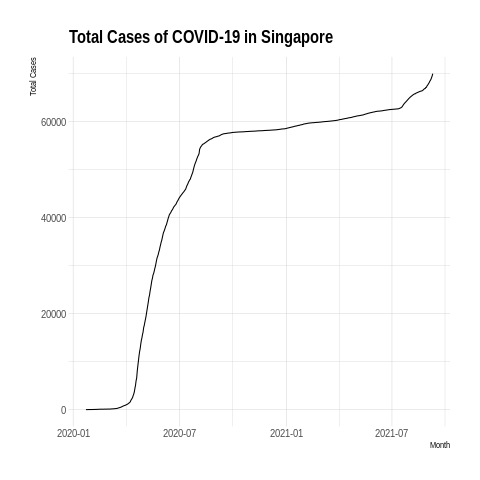 Total Cases of COVID-19 in Singapore
Total Cases
60000
40000
20000
0
2020-01 2020-07 2021-01 2021-07
Month